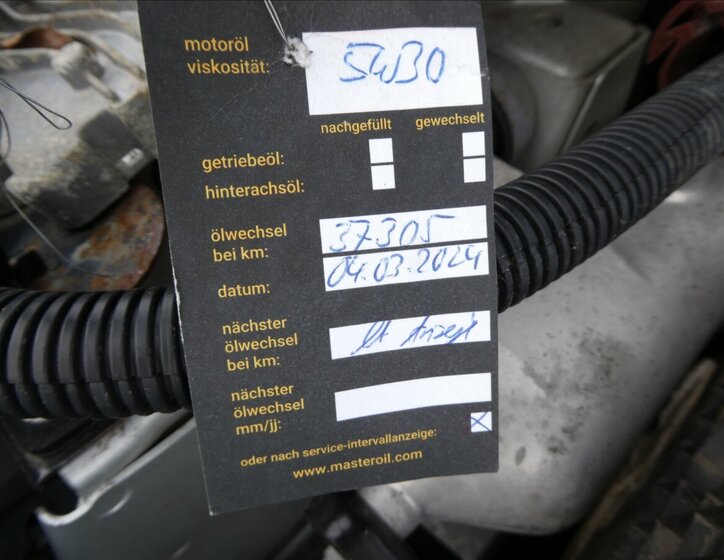 motoröl
viskosität: 5W30
nachgefüllt gewechselt
getriebeöl:
hinterachsöl:
ölwechsel
bei km: 37305
datum: 04.03.2024
nächster
ölwechsel
bei km: lt Anzeige
nächster
ölwechsel
mm/jj:
oder nach service-intervallanzeige: X
www.masteroil.com